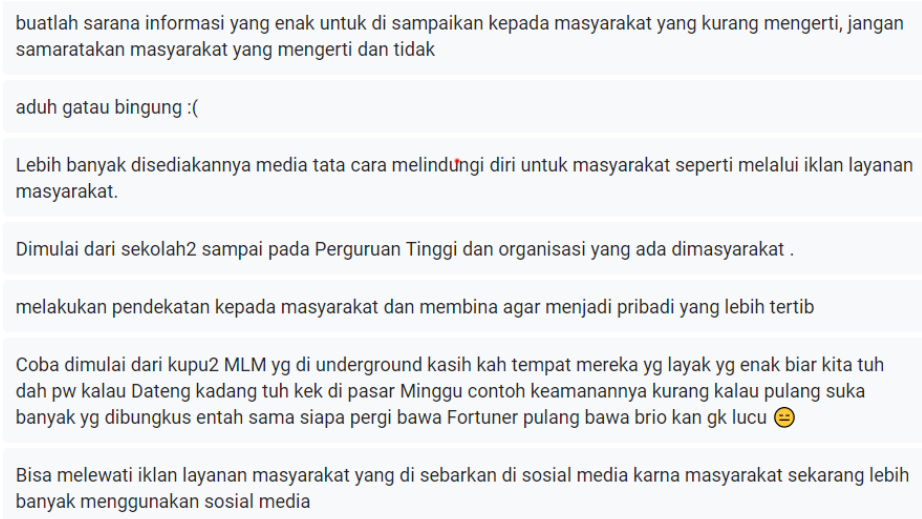 buatlah sarana informasi yang enak untuk di sampaikan kepada masyarakat yang kurang mengerti, jangan
samaratakan masyarakat yang mengerti dan tidak
aduh gatau bingung :(
Lebih banyak disediakannya media tata cara melindungi diri untuk masyarakat seperti melalui iklan layanan
masyarakat.
Dimulai dari sekolah2 sampai pada Perguruan Tinggi dan organisasi yang ada dimasyarakat .
melakukan pendekatan kepada masyarakat dan membina agar menjadi pribadi yang lebih tertib
Coba dimulai dari kupu2 MLM yg di underground kasih kah tempat mereka yg layak yg enak biar kita tuh
dah pw kalau Dateng kadang tuh kek di pasar Minggu contoh keamanannya kurang kalau pulang suka
banyak yg dibungkus entah sama siapa pergi bawa Fortuner pulang bawa brio kan gk lucu 😑
Bisa melewati iklan layanan masyarakat yang di sebarkan di sosial media karna masyarakat sekarang lebih
banyak menggunakan sosial media